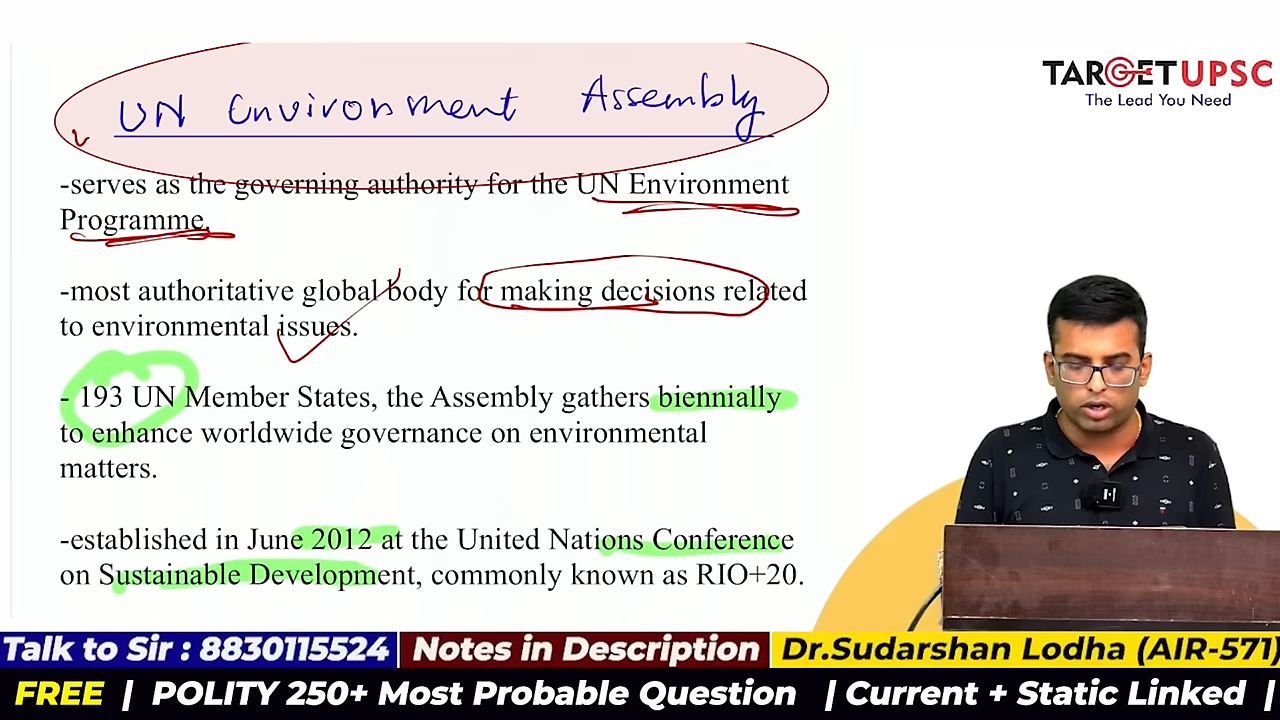 UN Environment Assembly
TARGETUPSC
The Lead You Need
-serves as the governing authority for the UN Environment
Programme.
-most authoritative global body for making decisions related
to environmental issues.
- 193 UN Member States, the Assembly gathers biennially
to enhance worldwide governance on environmental
matters.
-established in June 2012 at the United Nations Conference
on Sustainable Development, commonly known as RIO+20.
Talk to Sir : 8830115524 Notes in Description Dr.Sudarshan Lodha (AIR-571)
FREE | POLITY 250+ Most Probable Question | Current + Static Linked |